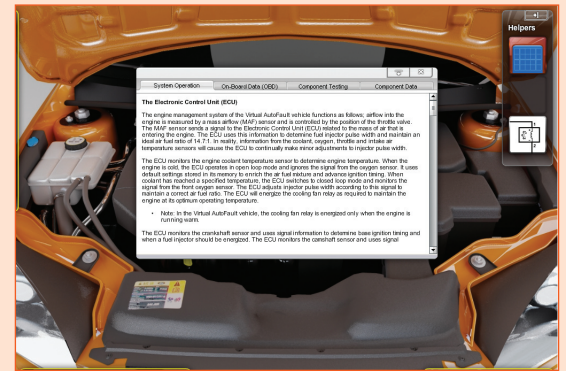 Helpers
System Operation
On-Board Data (OBD)
Component Testing
Component Data
The Electronic Control Unit (ECU)
The engine management system of the Virtual AutoFault vehicle functions as follows; airflow into the
engine is measured by a mass airflow (MAF) sensor and is controlled by the position of the throttle valve.
The MAF sensor sends a signal to the Electronic Control Unit (ECU) related to the mass of air that is
entering the engine. The ECU uses this information to determine fuel injector pulse width and maintain an
ideal air fuel ratio of 14.7:1. In reality, information from the coolant, oxygen, throttle and intake air
temperature sensors will cause the ECU to continually make minor adjustments to injector pulse width.
The ECU monitors the engine coolant temperature sensor to determine engine temperature. When the
engine is cold, the ECU operates in open loop mode and ignores the signal from the oxygen sensor. It uses
default settings stored in its memory to enrich the air fuel mixture and advance ignition timing. When
coolant has reached a specified temperature, the ECU switches to closed loop mode and monitors the
signal from the front oxygen sensor. The ECU adjusts injector pulse width according to this signal to
maintain a correct air fuel ratio. The ECU will energize the cooling fan relay as required to maintain the
engine at its optimum operating temperature.
• Note: In the Virtual AutoFault vehicle, the cooling fan relay is energized only when the engine is
running warm.
The ECU monitors the crankshaft sensor and uses signal information to determine base ignition timing and
when a fuel injector should be energized. The ECU monitors the camshaft sensor and uses signal
1
2